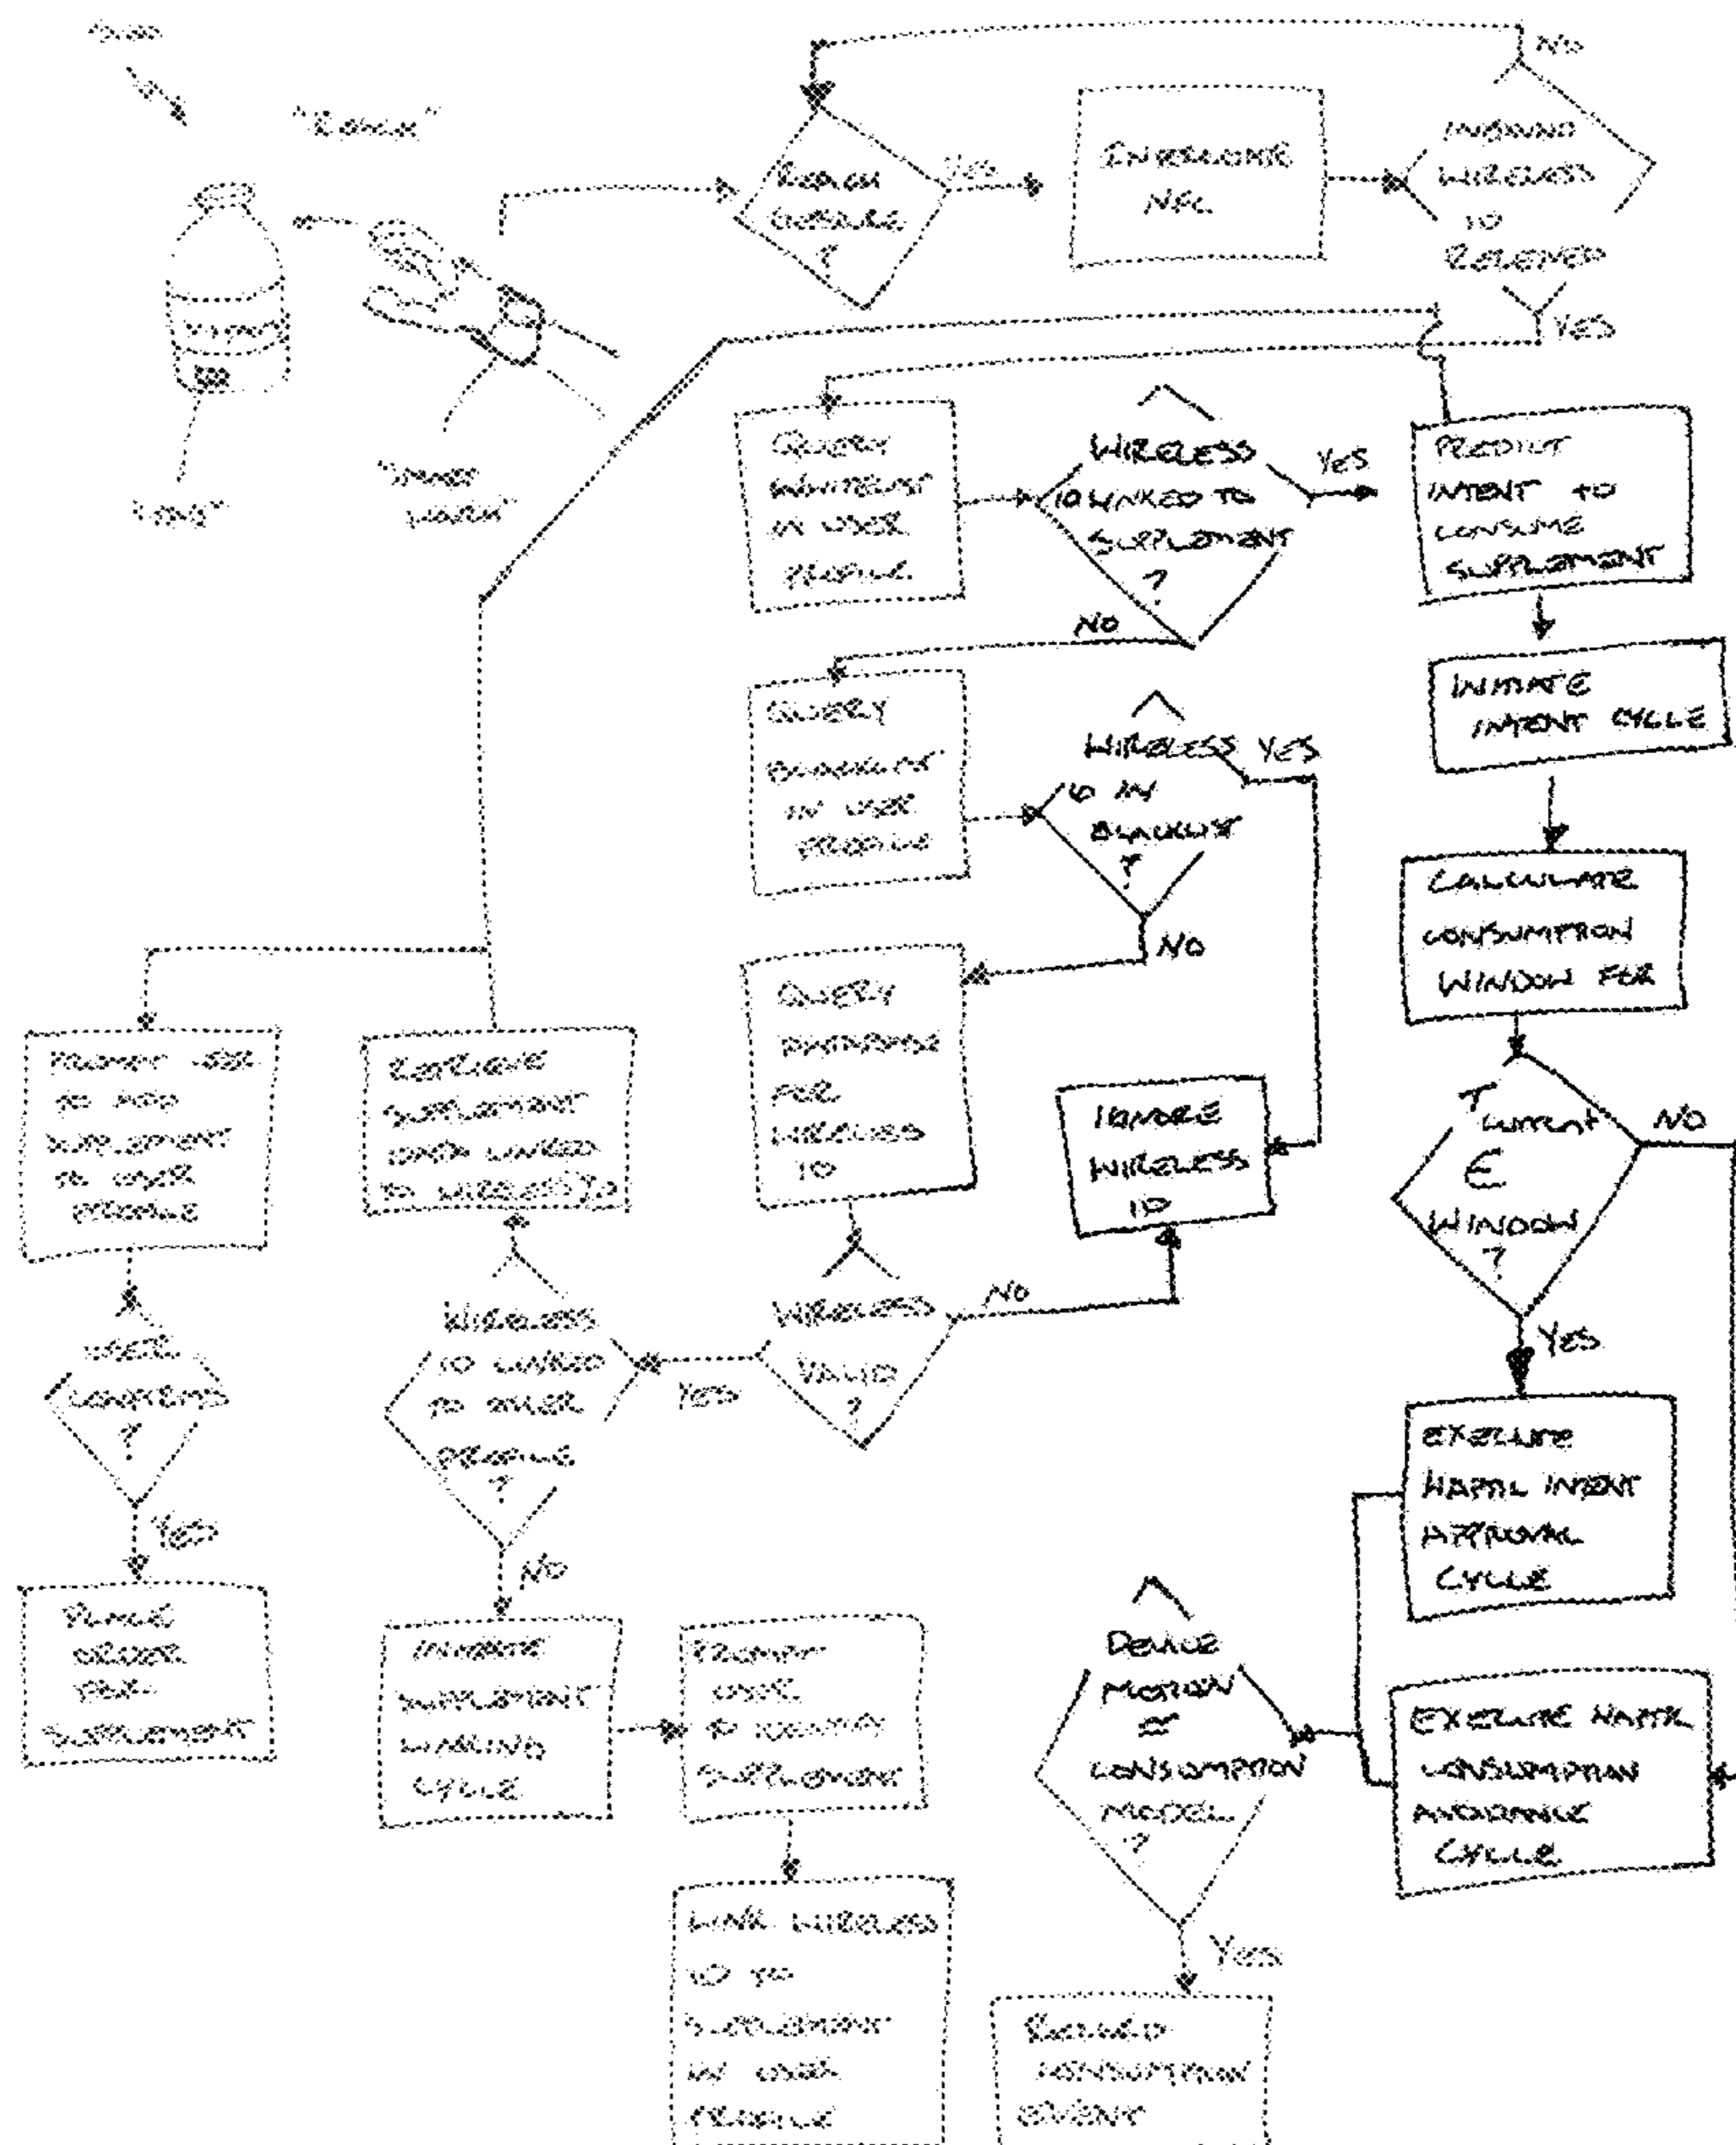 "REACH"
NO
REACH
GESTURE
?
YES
NFC
INBOUND
WIRELESS
ID
RECEIVED
YES
"SMART
WATCH"
QUERY
WHITELIST
IN USER
PROFILE
WIRELESS
ID LINKED TO
SUPPLEMENT
?
YES
NO
PREDICT
INTENT TO
CONSUME
SUPPLEMENT
INITIATE
INTENT CYCLE
QUERY
BLACKLIST
IN USER
PROFILE
WIRELESS
ID IN
BLACKLIST
?
YES
NO
CALCULATE
CONSUMPTION
WINDOW FOR
QUERY
DATABASE
FOR
WIRELESS
ID
IGNORE
WIRELESS
ID
T current
∈
WINDOW
?
NO
YES
PROMPT USER
TO ADD
SUPPLEMENT
TO USER
PROFILE
RETRIEVE
SUPPLEMENT
DATA LINKED
TO WIRELESS ID
WIRELESS
VALID
?
NO
YES
WIRELESS
ID LINKED
TO OTHER
PROFILE
?
NO
USER
CONFIRMS
?
YES
PLACE
ORDER
FOR
SUPPLEMENT
INITIATE
SUPPLEMENT
LINKING
CYCLE
PROMPT
USER
TO IDENTIFY
SUPPLEMENT
LINK WIRELESS
ID TO
SUPPLEMENT
IN USER
PROFILE
EXECUTE
HAPTIC INTENT
APPROVAL
CYCLE
EXECUTE HAPTIC
CONSUMPTION
AVOIDANCE
CYCLE
DEVICE
MOTION
=
CONSUMPTION
MODEL
?
YES
RECORD
CONSUMPTION
EVENT